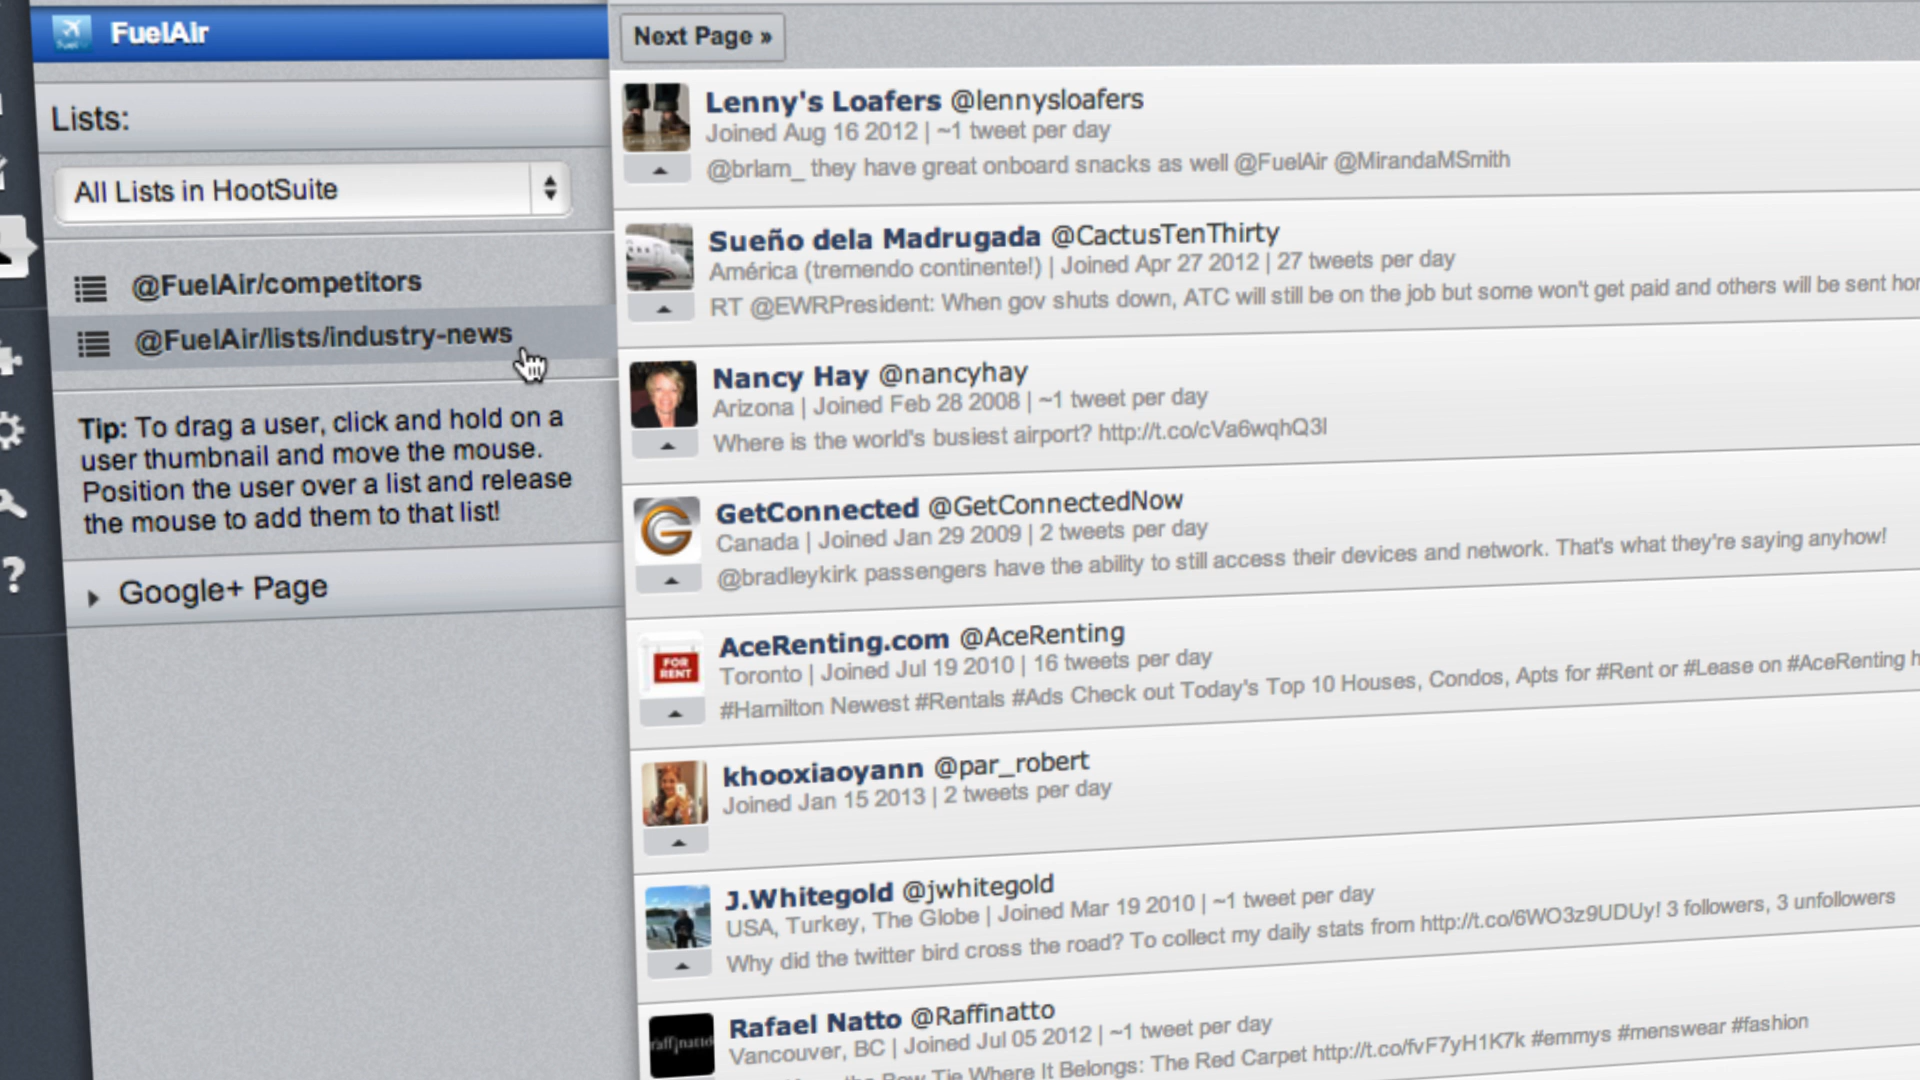 FuelAir
Lists:
All Lists in HootSuite
@FuelAir/competitors
@FuelAir/lists/industry-news
Tip: To drag a user, click and hold on a
user thumbnail and move the mouse.
Position the user over a list and release
the mouse to add them to that list!
Google+ Page
?
Next Page »
Lenny's Loafers @lennysloafers
Joined Aug 16 2012 | ~1 tweet per day
@brlam_ they have great onboard snacks as well @FuelAir @MirandaMSmith
Sueño dela Madrugada @CactusTenThirty
América (tremendo continente!) | Joined Apr 27 2012 | 27 tweets per day
RT @EWRPresident: When gov shuts down, ATC will still be on the job but some won't get paid and others will be sent
Nancy Hay @nancyhay
Arizona | Joined Feb 28 2008 | ~1 tweet per day
Where is the world's busiest airport? http://t.co/cVa6wqhQ3l
GetConnected @GetConnectedNow
Canada | Joined Jan 29 2009 | 2 tweets per day
@bradleykirk passengers have the ability to still access their devices and network. That's what they're saying anyhow!
FOR
RENT
AceRenting.com @AceRenting
Toronto | Joined Jul 19 2010 | 16 tweets per day
#Hamilton Newest #Rentals #Ads Check out Today's Top 10 Houses, Condos, Apts for #Rent or #Lease on #AceRenting
khooxiaoyann @par_robert
Joined Jan 15 2013 | 2 tweets per day
J.Whitegold @jwhitegold
USA, Turkey, The Globe | Joined Mar 19 2010 | ~1 tweet per day
Why did the twitter bird cross the road? To collect my daily stats from http://t.co/6WO3z9UDUy! 3 followers, 3 unfollowers
Rafael Natto @Raffinatto
Vancouver, BC | Joined Jul 05 2012 | ~1 tweet per day
Bow Tie Where It Belongs: The Red Carpet http://t.co/fvF7yH1K7k #emmys #menswear #fashion